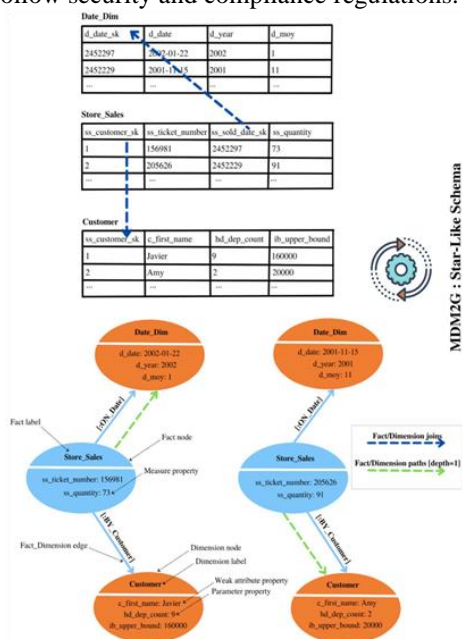 ollow security and compliance regulations.
Date_Dim
d_date_sk d_date d_year d_moy
2452297 2002-01-22 2002 1
2452229 2001-11-15 2001 11
... ... ... ...
Store_Sales
ss_customer_sk ss_ticket_number ss_sold_date_sk ss_quantity
1 156981 2452297 73
2 205626 2452229 91
... ... ... ...
Customer
ss_customer_sk c_first_name hd_dep_count ib_upper_bound
1 Javier 9 160000
2 Amy 2 20000
... ... ... ...
MDM2G : Star-Like Schema
Date_Dim
d_date: 2002-01-22
d_year: 2002
d_moy: 1
Date_Dim
d_date: 2001-11-15
d_year: 2001
d_moy: 11
[:ON_Date]
[:ON_Date]
Fact label
Fact node
Store_Sales
ss_ticket_number: 156981
ss_quantity: 73
Measure property
Store_Sales
ss_ticket_number: 205626
ss_quantity: 91
Fact/Dimension joins
Fact/Dimension paths [depth=1]
[:BY_Customer]
[:BY_Customer]
Fact_Dimension edge
Dimension node
Dimension label
Weak attribute property
Parameter property
Customer
c_first_name: Javier
hd_dep_count: 9
ib_upper_bound: 160000
Customer
c_first_name: Amy
hd_dep_count: 2
ib_upper_bound: 20000